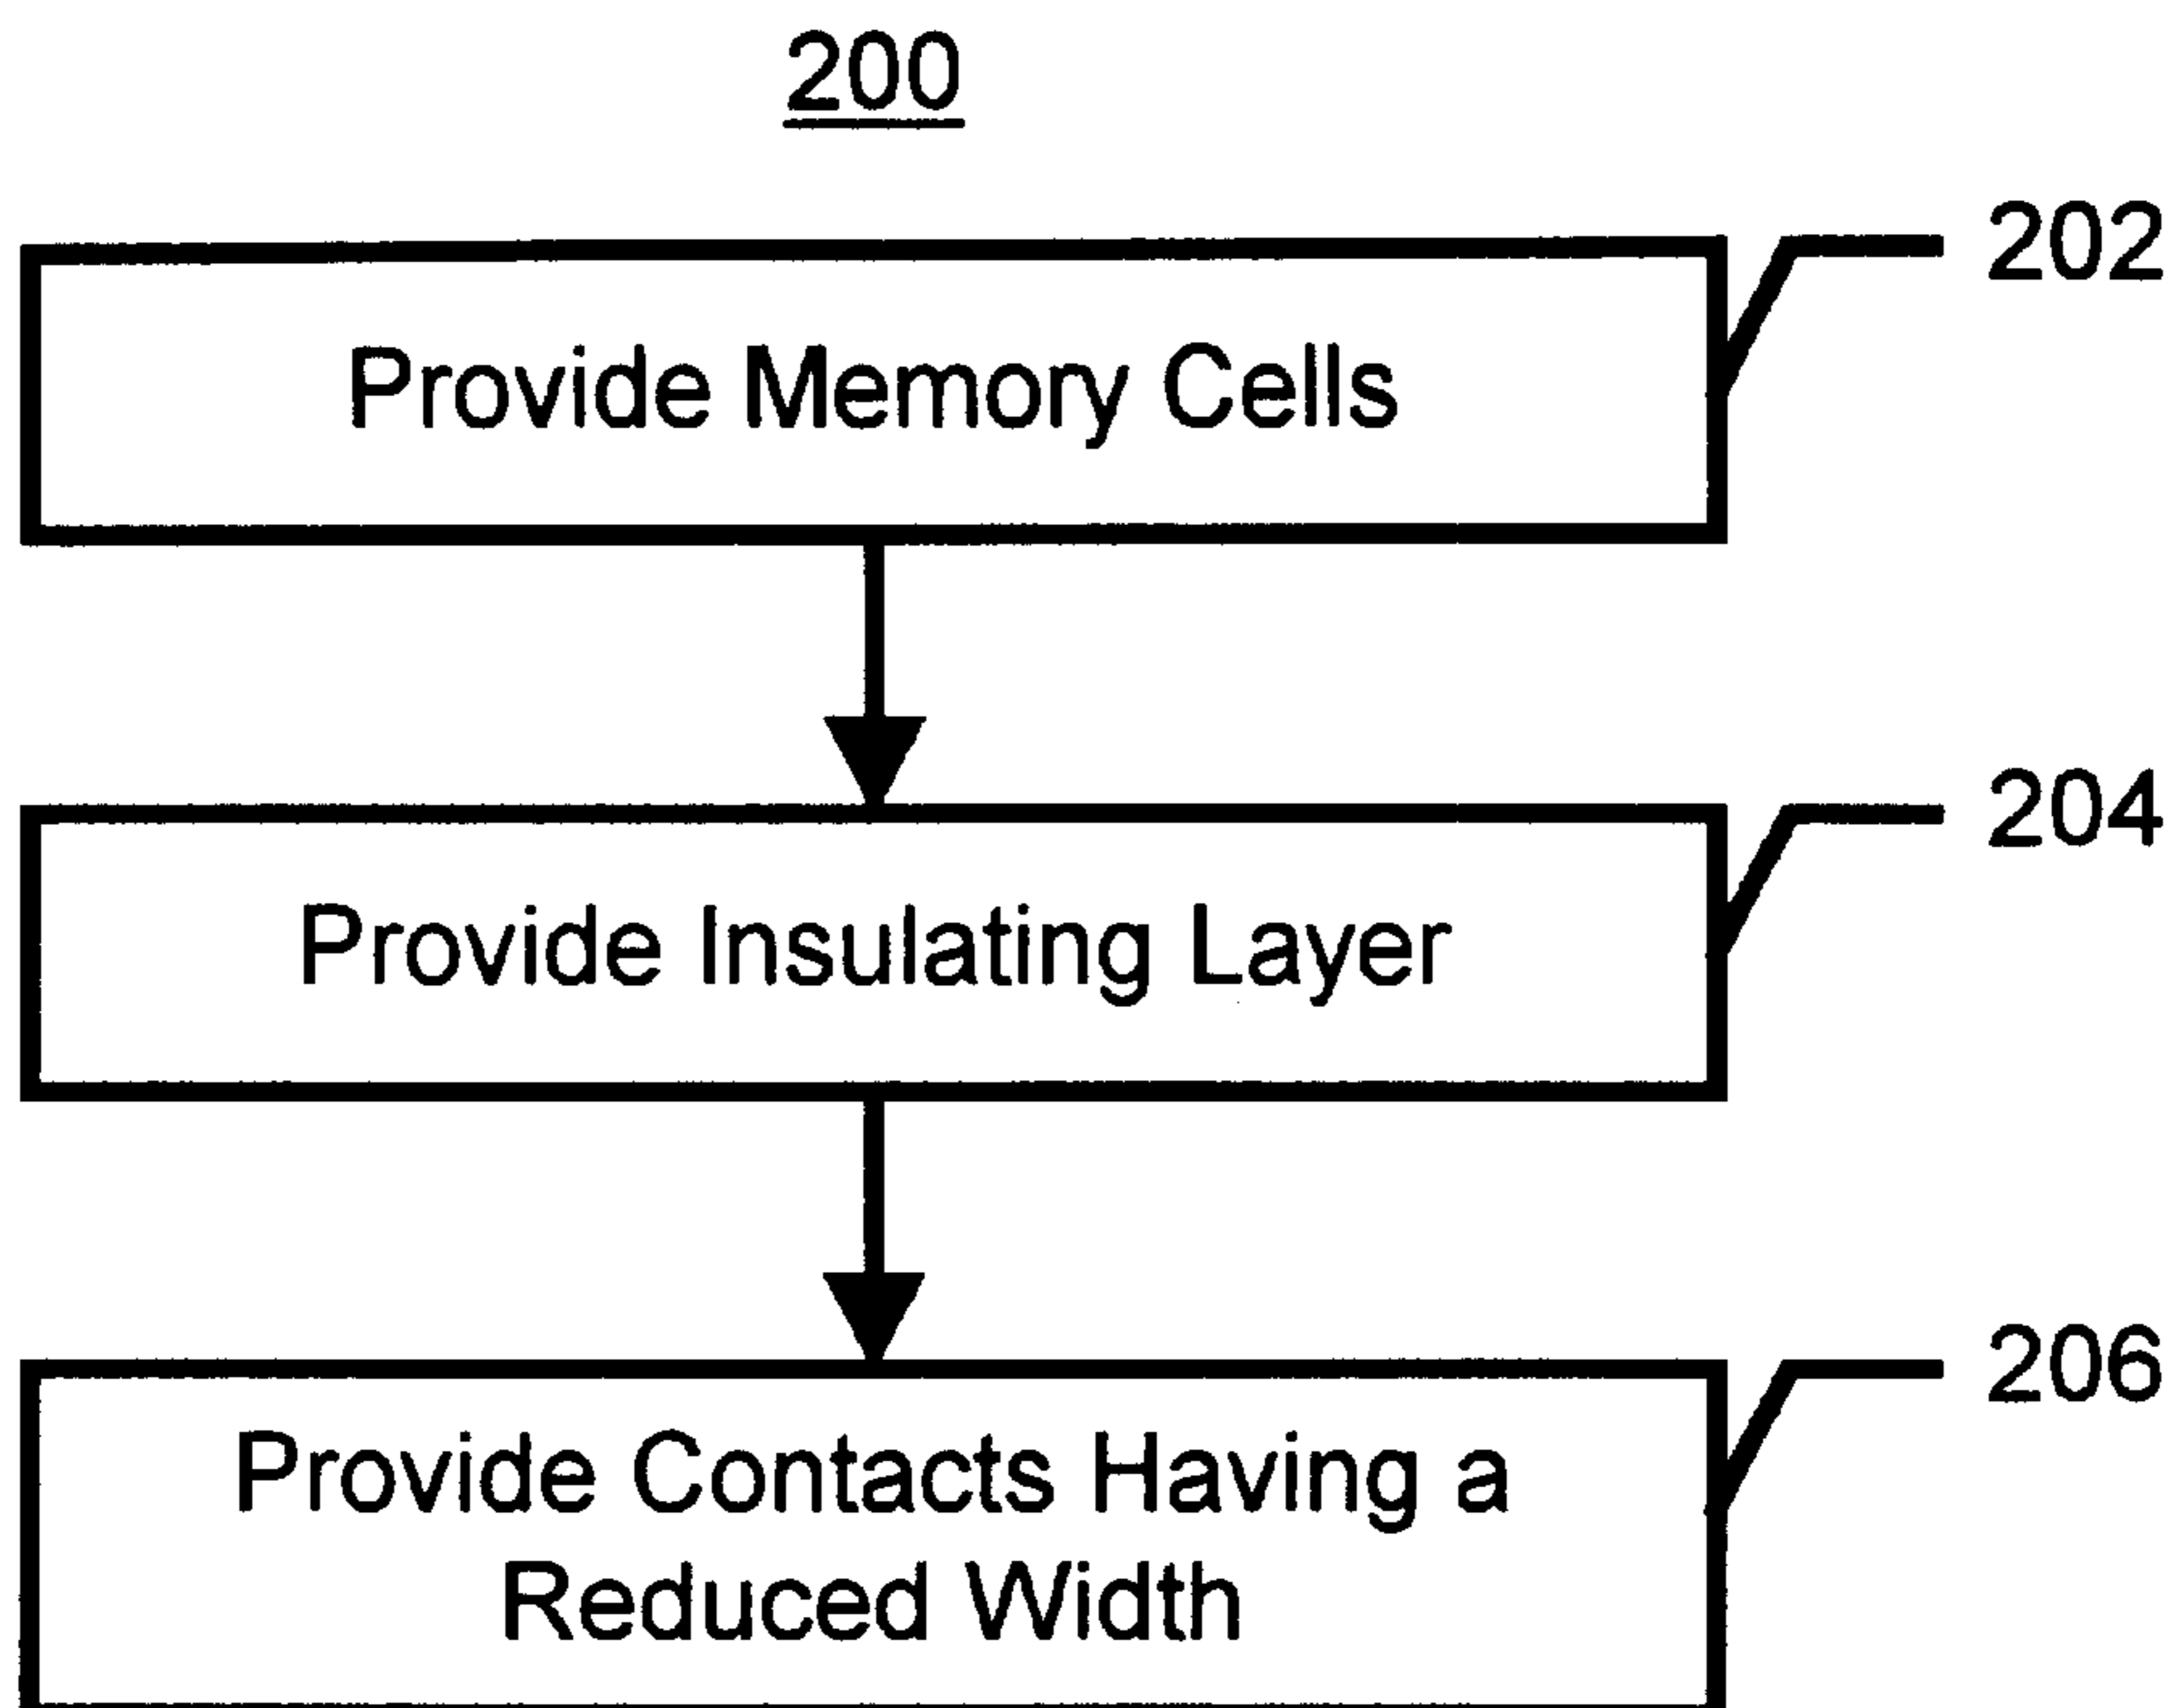 200
202
Provide Memory Cells
204
Provide Insulating Layer
206
Provide Contacts Having a
Reduced Width